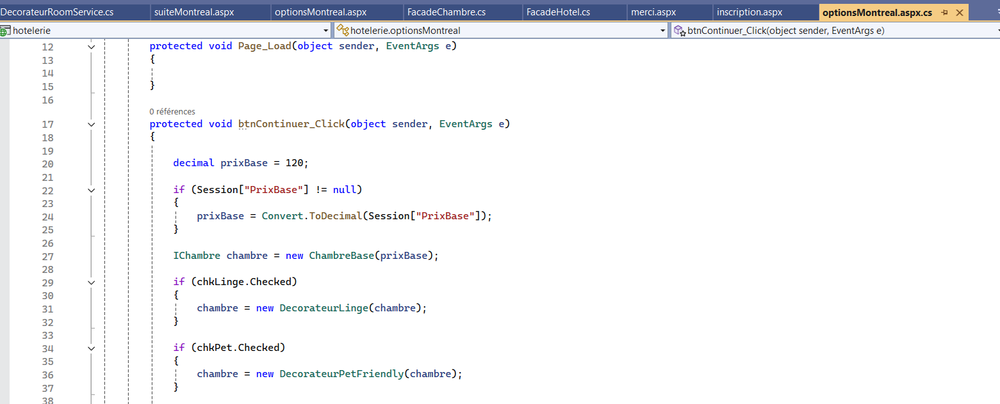 DecorateurRoomService.cs suiteMontreal.aspx optionsMontreal.aspx FacadeChambre.cs FacadeHotel.cs merci.aspx inscription.aspx optionsMontreal.aspx.cs
hotelerie hotelerie.optionsMontreal btnContinuer_Click(object sender, EventArgs e)
12 protected void Page_Load(object sender, EventArgs e)
13 {
14
15 }
16
0 références
17 protected void btnContinuer_Click(object sender, EventArgs e)
18 {
19
20 decimal prixBase = 120;
21
22 if (Session["PrixBase"] != null)
23 {
24 prixBase = Convert.ToDecimal(Session["PrixBase"]);
25 }
26
27 IChambre chambre = new ChambreBase(prixBase);
28
29 if (chkLinge.Checked)
30 {
31 chambre = new DecorateurLinge(chambre);
32 }
33
34 if (chkPet.Checked)
35 {
36 chambre = new DecorateurPetFriendly(chambre);
37 }
38